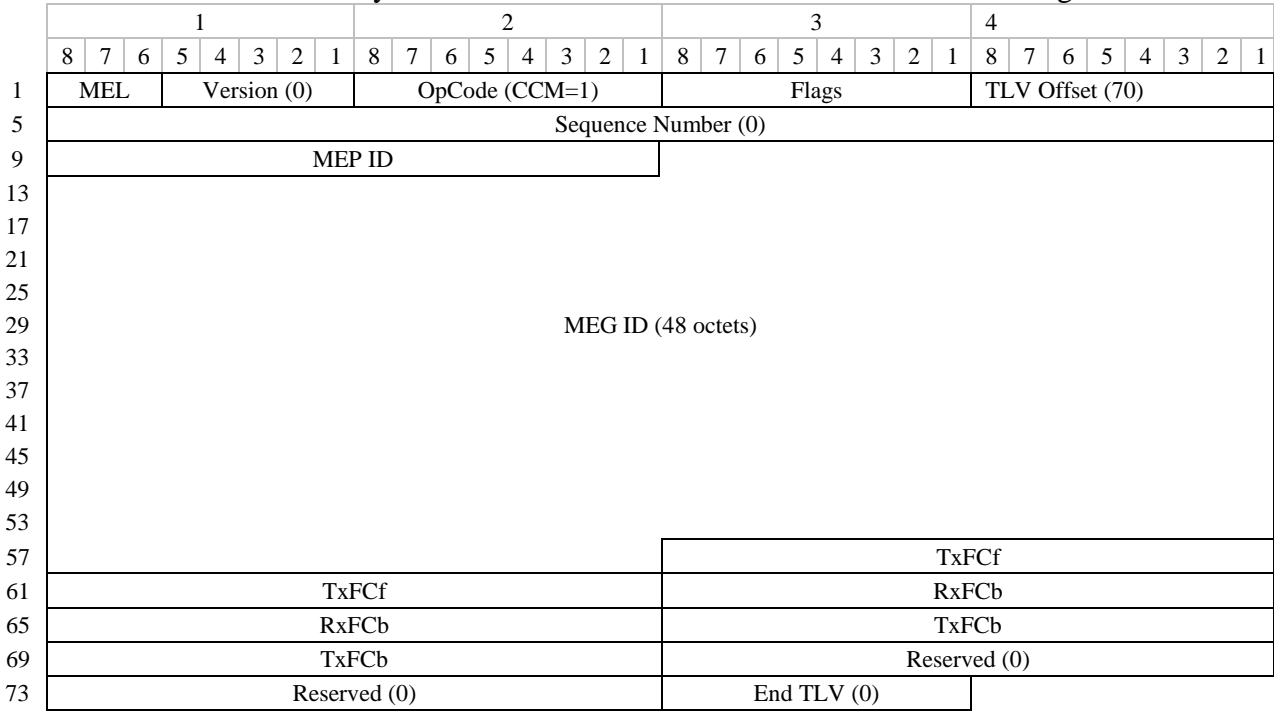 1 2 3 4
8 7 6 5 4 3 2 1 8 7 6 5 4 3 2 1 8 7 6 5 4 3 2 1 8 7 6 5 4 3 2 1
1 MEL Version (0) OpCode (CCM=1) Flags TLV Offset (70)
5 Sequence Number (0)
9 MEP ID
13
17
21
25
29 MEG ID (48 octets)
33
37
41
45
49
53
57 TxFCf
61 TxFCf RxFCb
65 RxFCb TxFCb
69 TxFCb Reserved (0)
73 Reserved (0) End TLV (0)